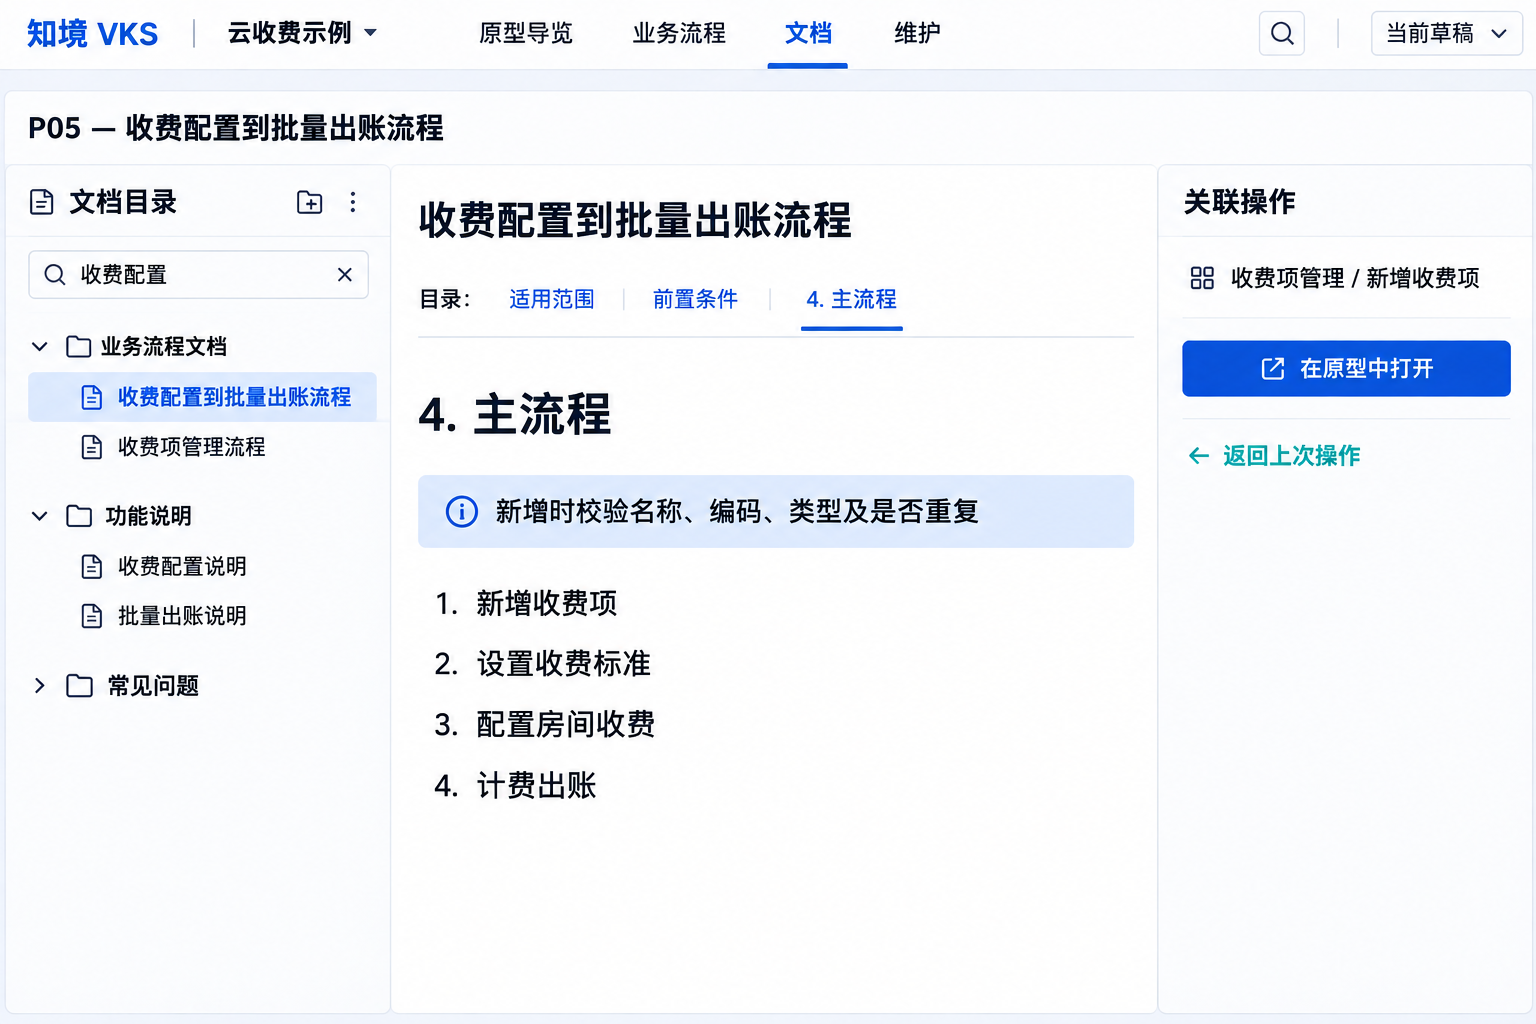 知境 VKS
云收费示例
原型导览
业务流程
文档
维护
当前草稿
P05 — 收费配置到批量出账流程
文档目录
收费配置
业务流程文档
收费配置到批量出账流程
收费项管理流程
功能说明
收费配置说明
批量出账说明
常见问题
收费配置到批量出账流程
目录：
适用范围
前置条件
4. 主流程
4. 主流程
新增时校验名称、编码、类型及是否重复
1. 新增收费项
2. 设置收费标准
3. 配置房间收费
4. 计费出账
关联操作
收费项管理 / 新增收费项
在原型中打开
返回上次操作